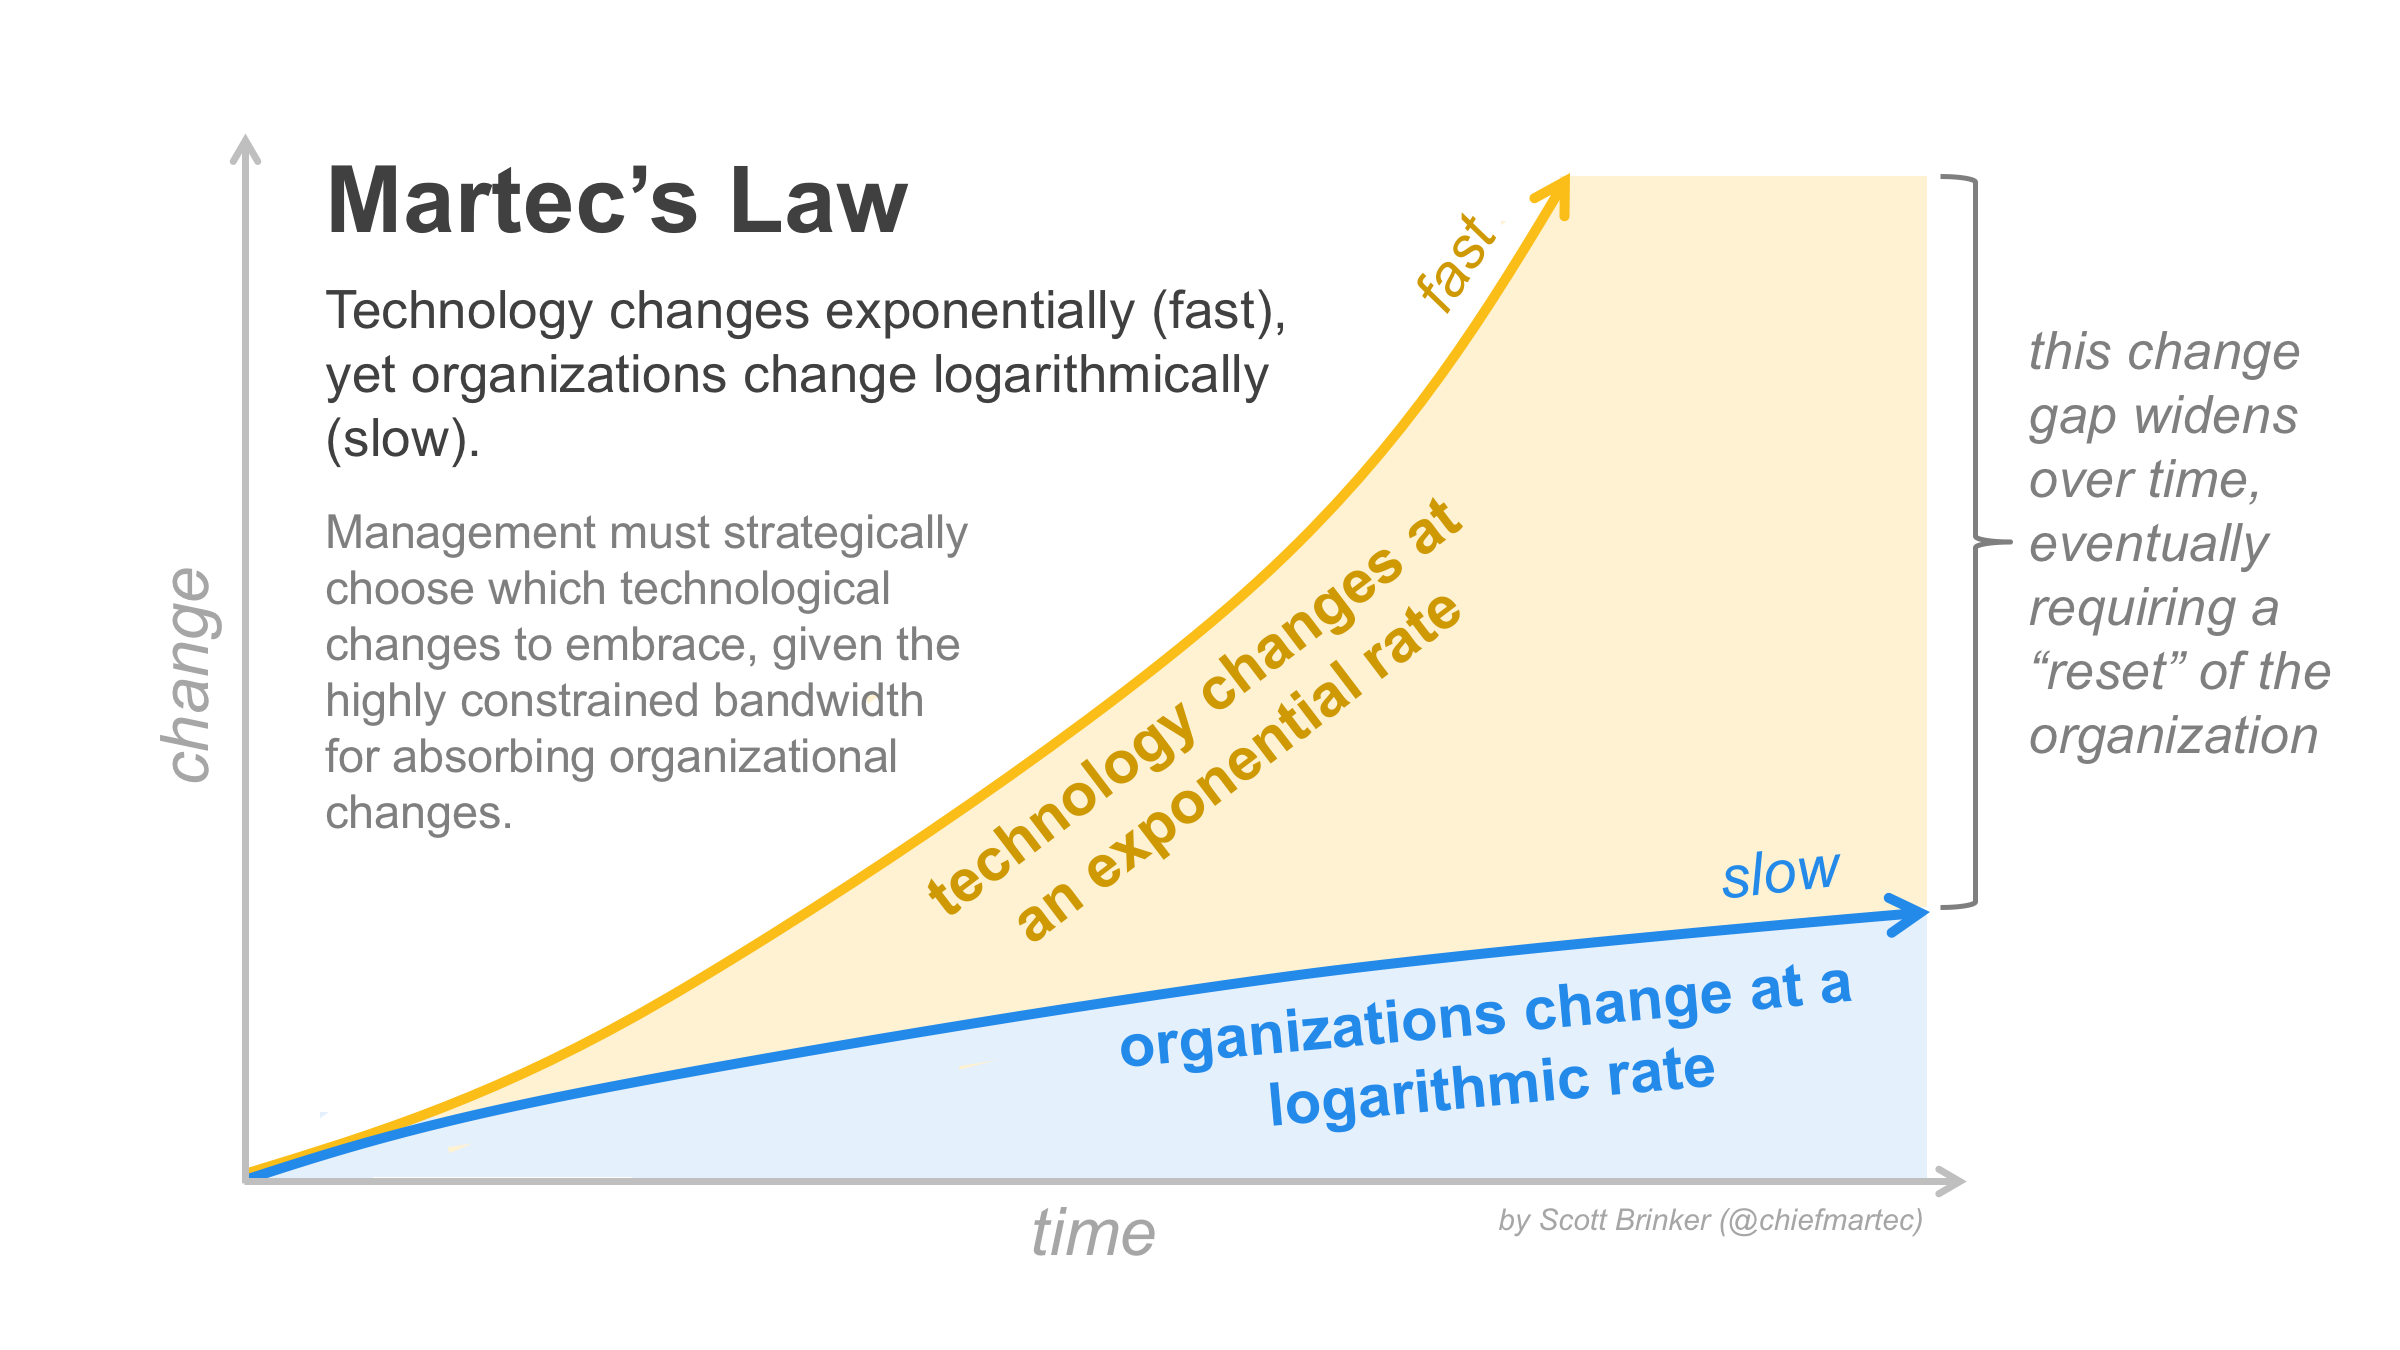 Martec’s Law
Technology changes exponentially (fast),
yet organizations change logarithmically
(slow).
Management must strategically
choose which technological
changes to embrace, given the
highly constrained bandwidth
for absorbing organizational
changes.
change
fast
technology changes at
an exponential rate
slow
organizations change at a
logarithmic rate
this change
gap widens
over time,
eventually
requiring a
“reset” of the
organization
time
by Scott Brinker (@chiefmartec)